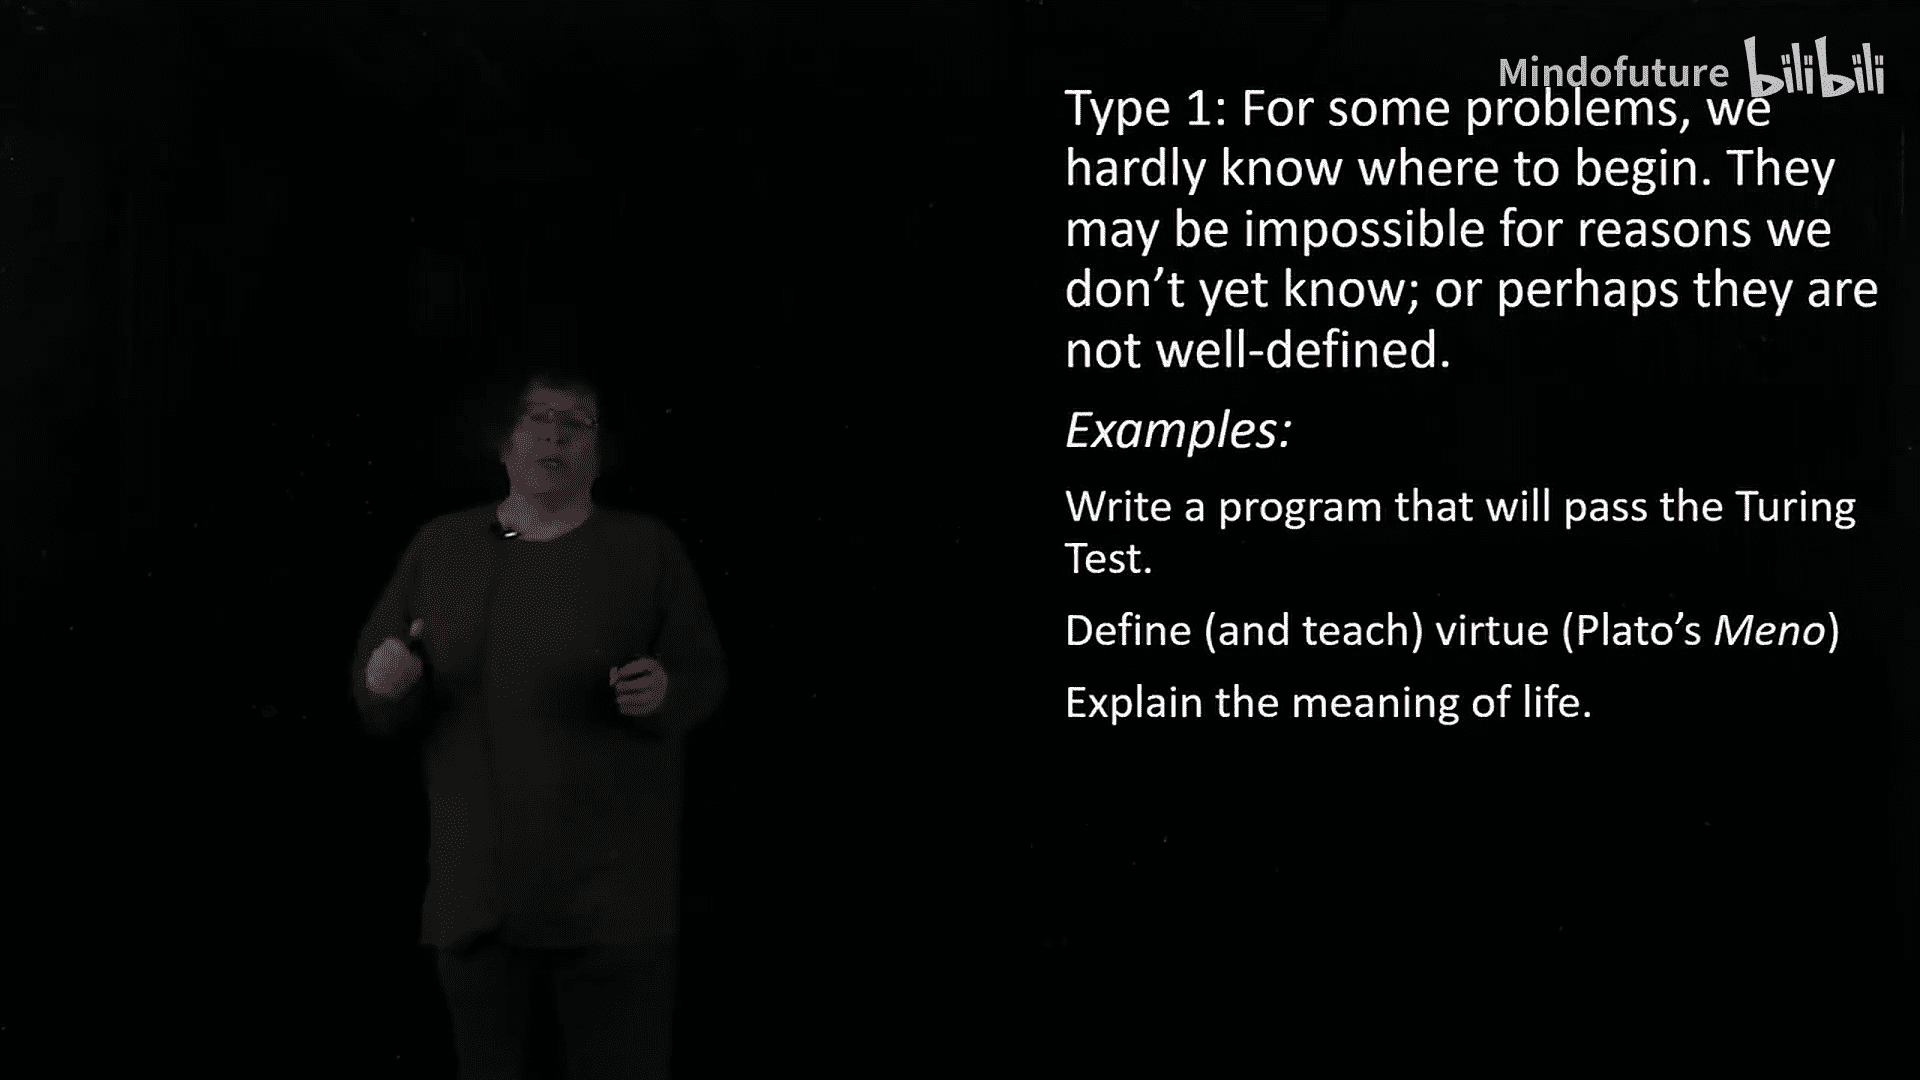 Mindofuture bilibili
Type 1: For some problems, we
hardly know where to begin. They
may be impossible for reasons we
don’t yet know; or perhaps they are
not well-defined.
Examples:
Write a program that will pass the Turing
Test.
Define (and teach) virtue (Plato’s Meno)
Explain the meaning of life.